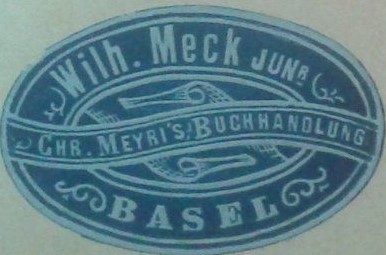 Wilh. Meck JUNR
CHR. MEYRI'S BUCHHANDLUNG
BASEL